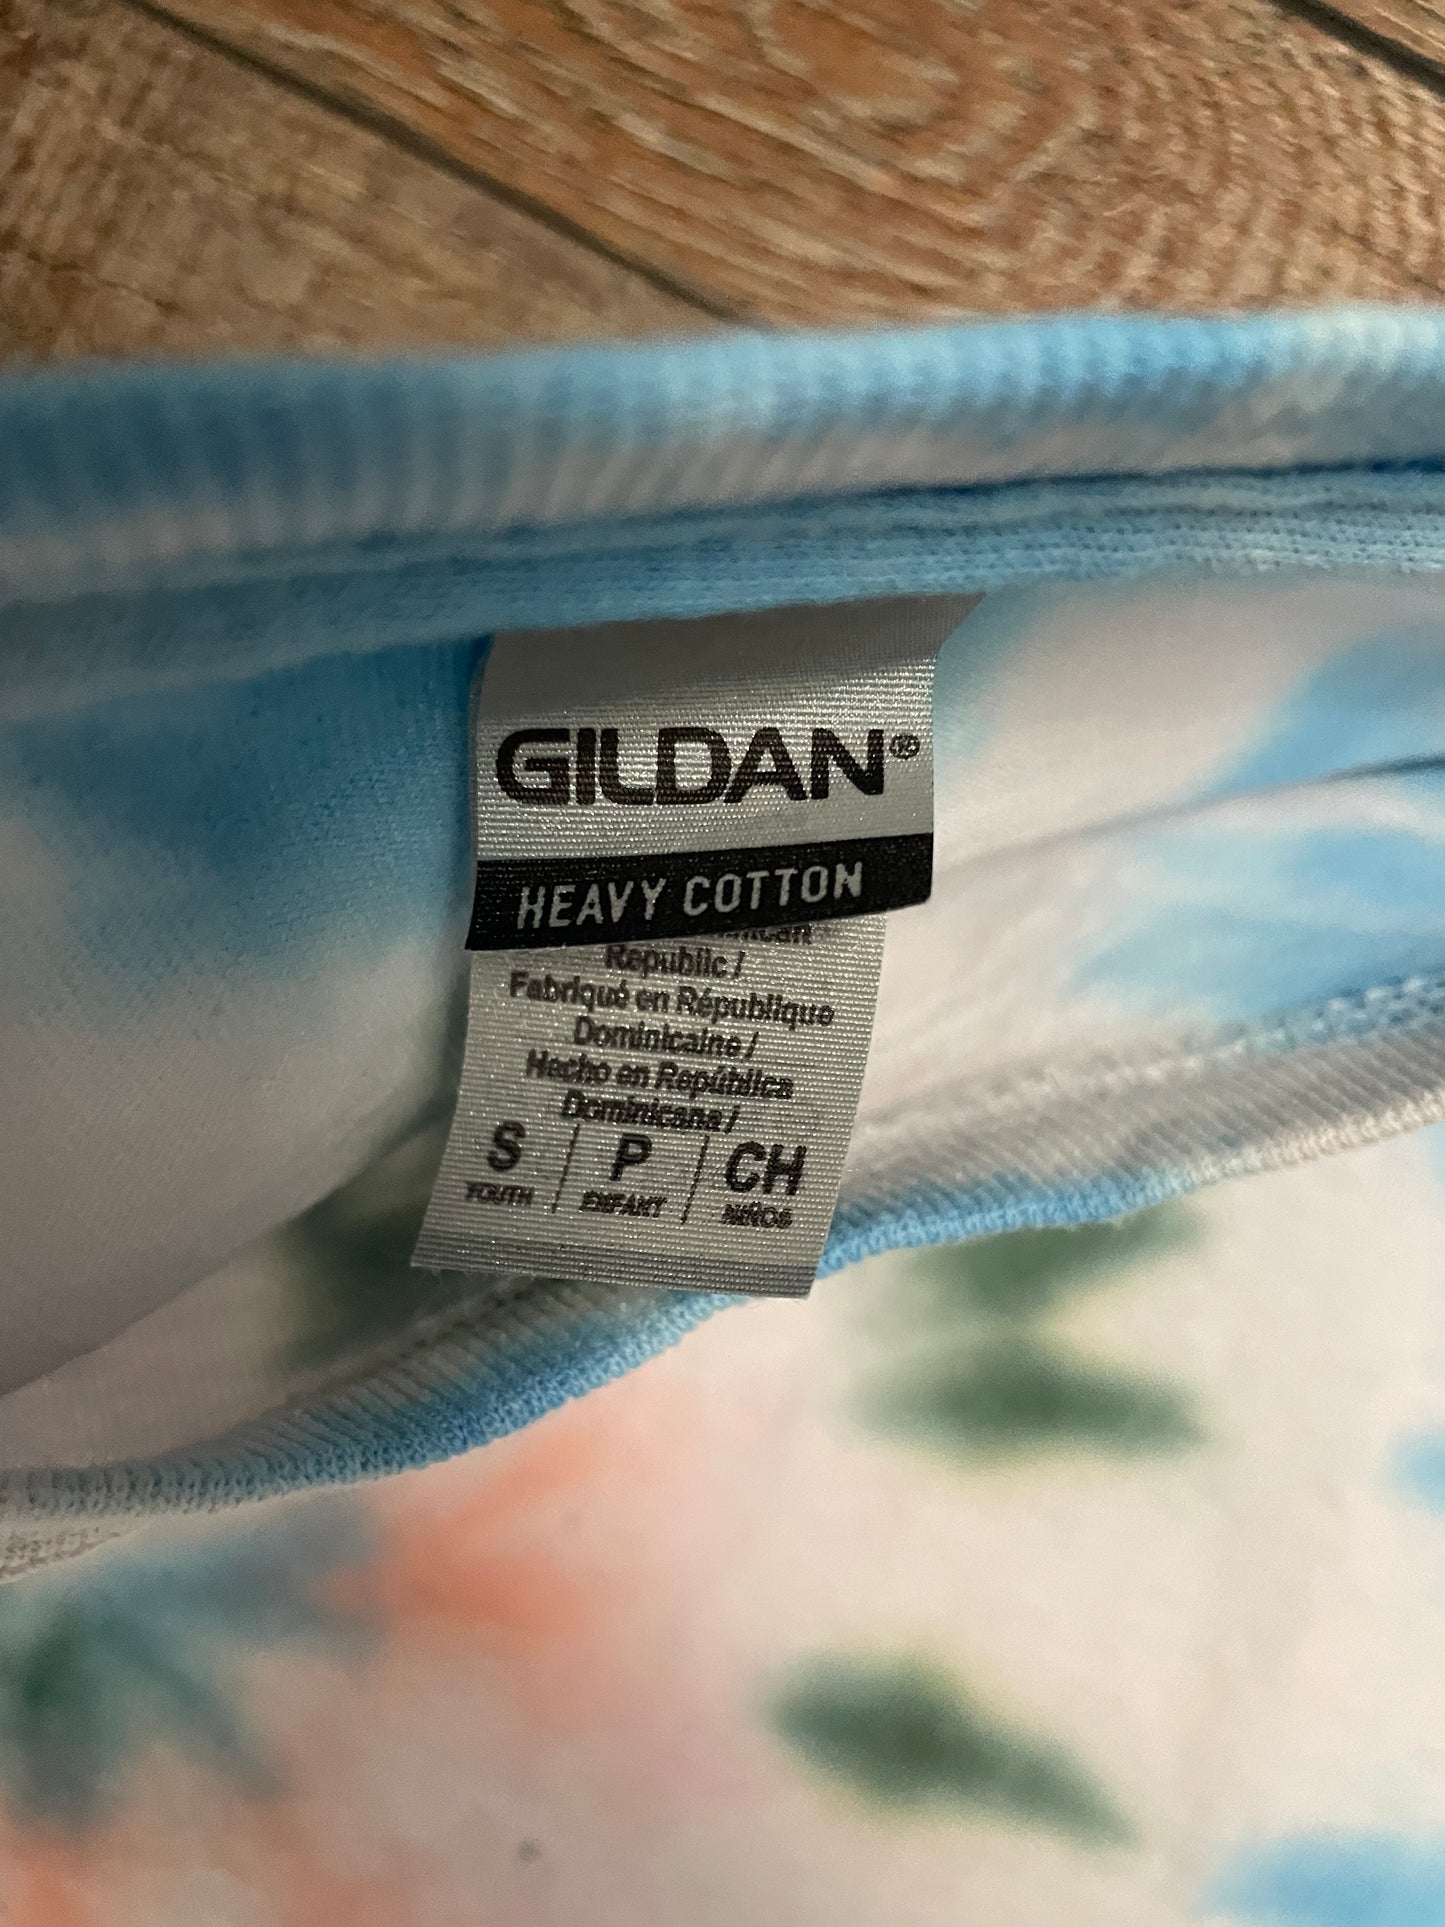 GILDAN®
HEAVY COTTON
Republic /
Fabriqué en République
Dominicaine /
Hecho en República
Dominicana /
S | P | CH
YOUTH | ENFANT | NIÑOS